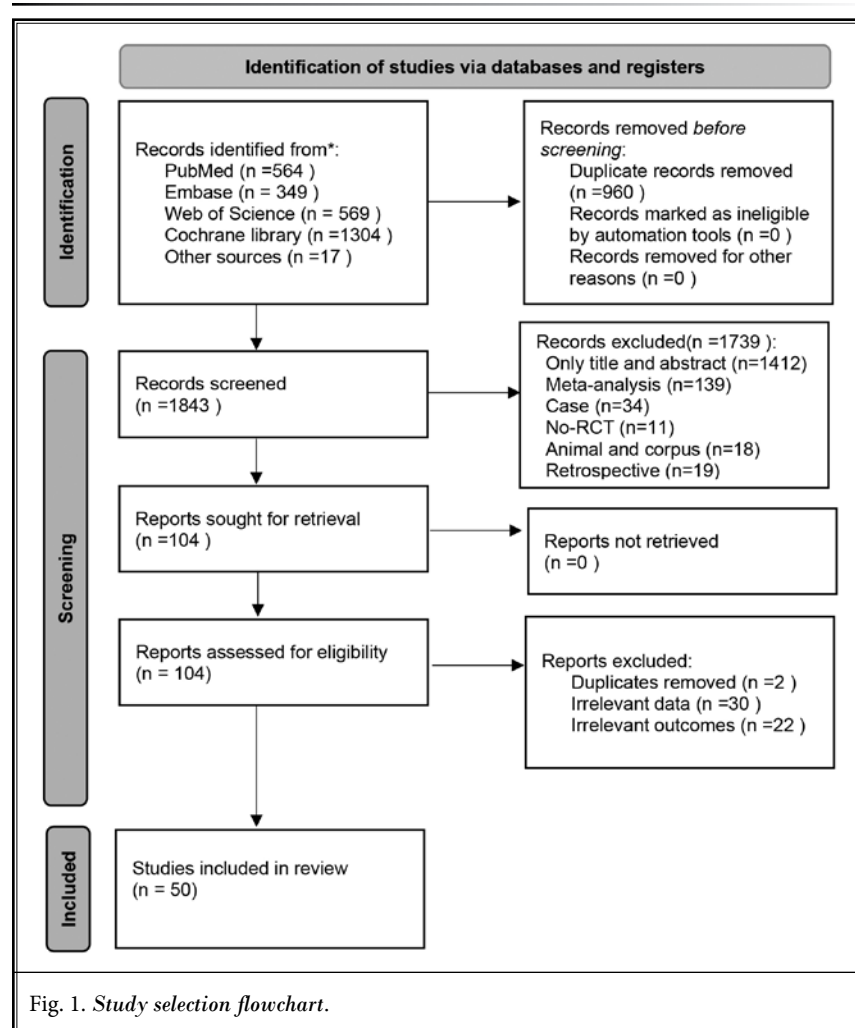 Identification of studies via databases and registers
Identification
Records identified from*:
PubMed (n =564 )
Embase (n = 349 )
Web of Science (n = 569 )
Cochrane library (n =1304 )
Other sources (n =17 )
Records removed before
screening:
Duplicate records removed
(n =960 )
Records marked as ineligible
by automation tools (n =0 )
Records removed for other
reasons (n =0 )
Screening
Records screened
(n =1843 )
Records excluded(n =1739 ):
Only title and abstract (n=1412)
Meta-analysis (n=139)
Case (n=34)
No-RCT (n=11)
Animal and corpus (n=18)
Retrospective (n=19)
Reports sought for retrieval
(n =104 )
Reports not retrieved
(n =0 )
Reports assessed for eligibility
(n = 104)
Reports excluded:
Duplicates removed (n =2 )
Irrelevant data (n =30 )
Irrelevant outcomes (n =22 )
Included
Studies included in review
(n = 50)
Fig. 1. Study selection flowchart.